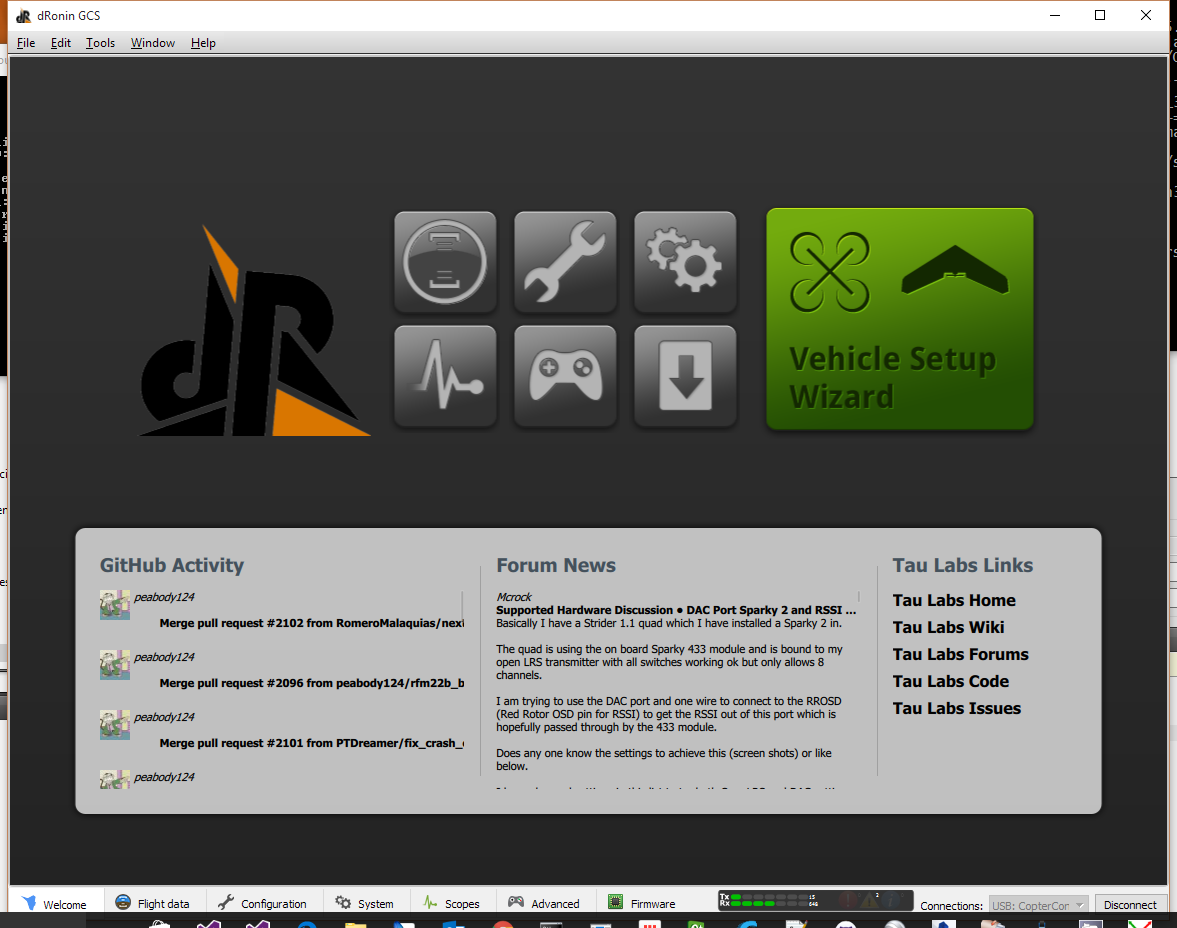 dRonin GCS
File Edit Tools Window Help
dR
Vehicle Setup
Wizard
GitHub Activity
peabody124
Merge pull request #2102 from RomeroMalaquias/next
peabody124
Merge pull request #2096 from peabody124/rfm22b_b
peabody124
Merge pull request #2101 from PTDreamer/fix_crash_
peabody124
Forum News
Mcrock
Supported Hardware Discussion • DAC Port Sparky 2 and RSSI ...
Basically I have a Strider 1.1 quad which I have installed a Sparky 2 in.
The quad is using the on board Sparky 433 module and is bound to my
open LRS transmitter with all switches working ok but only allows 8
channels.
I am trying to use the DAC port and one wire to connect to the RROSD
(Red Rotor OSD pin for RSSI) to get the RSSI out of this port which is
hopefully passed through by the 433 module.
Does any one know the settings to achieve this (screen shots) or like
below.
Tau Labs Links
Tau Labs Home
Tau Labs Wiki
Tau Labs Forums
Tau Labs Code
Tau Labs Issues
Welcome Flight data Configuration System Scopes Advanced Firmware
Tx 15
Rx 648
2
Connections: USB: CopterCor Disconnect